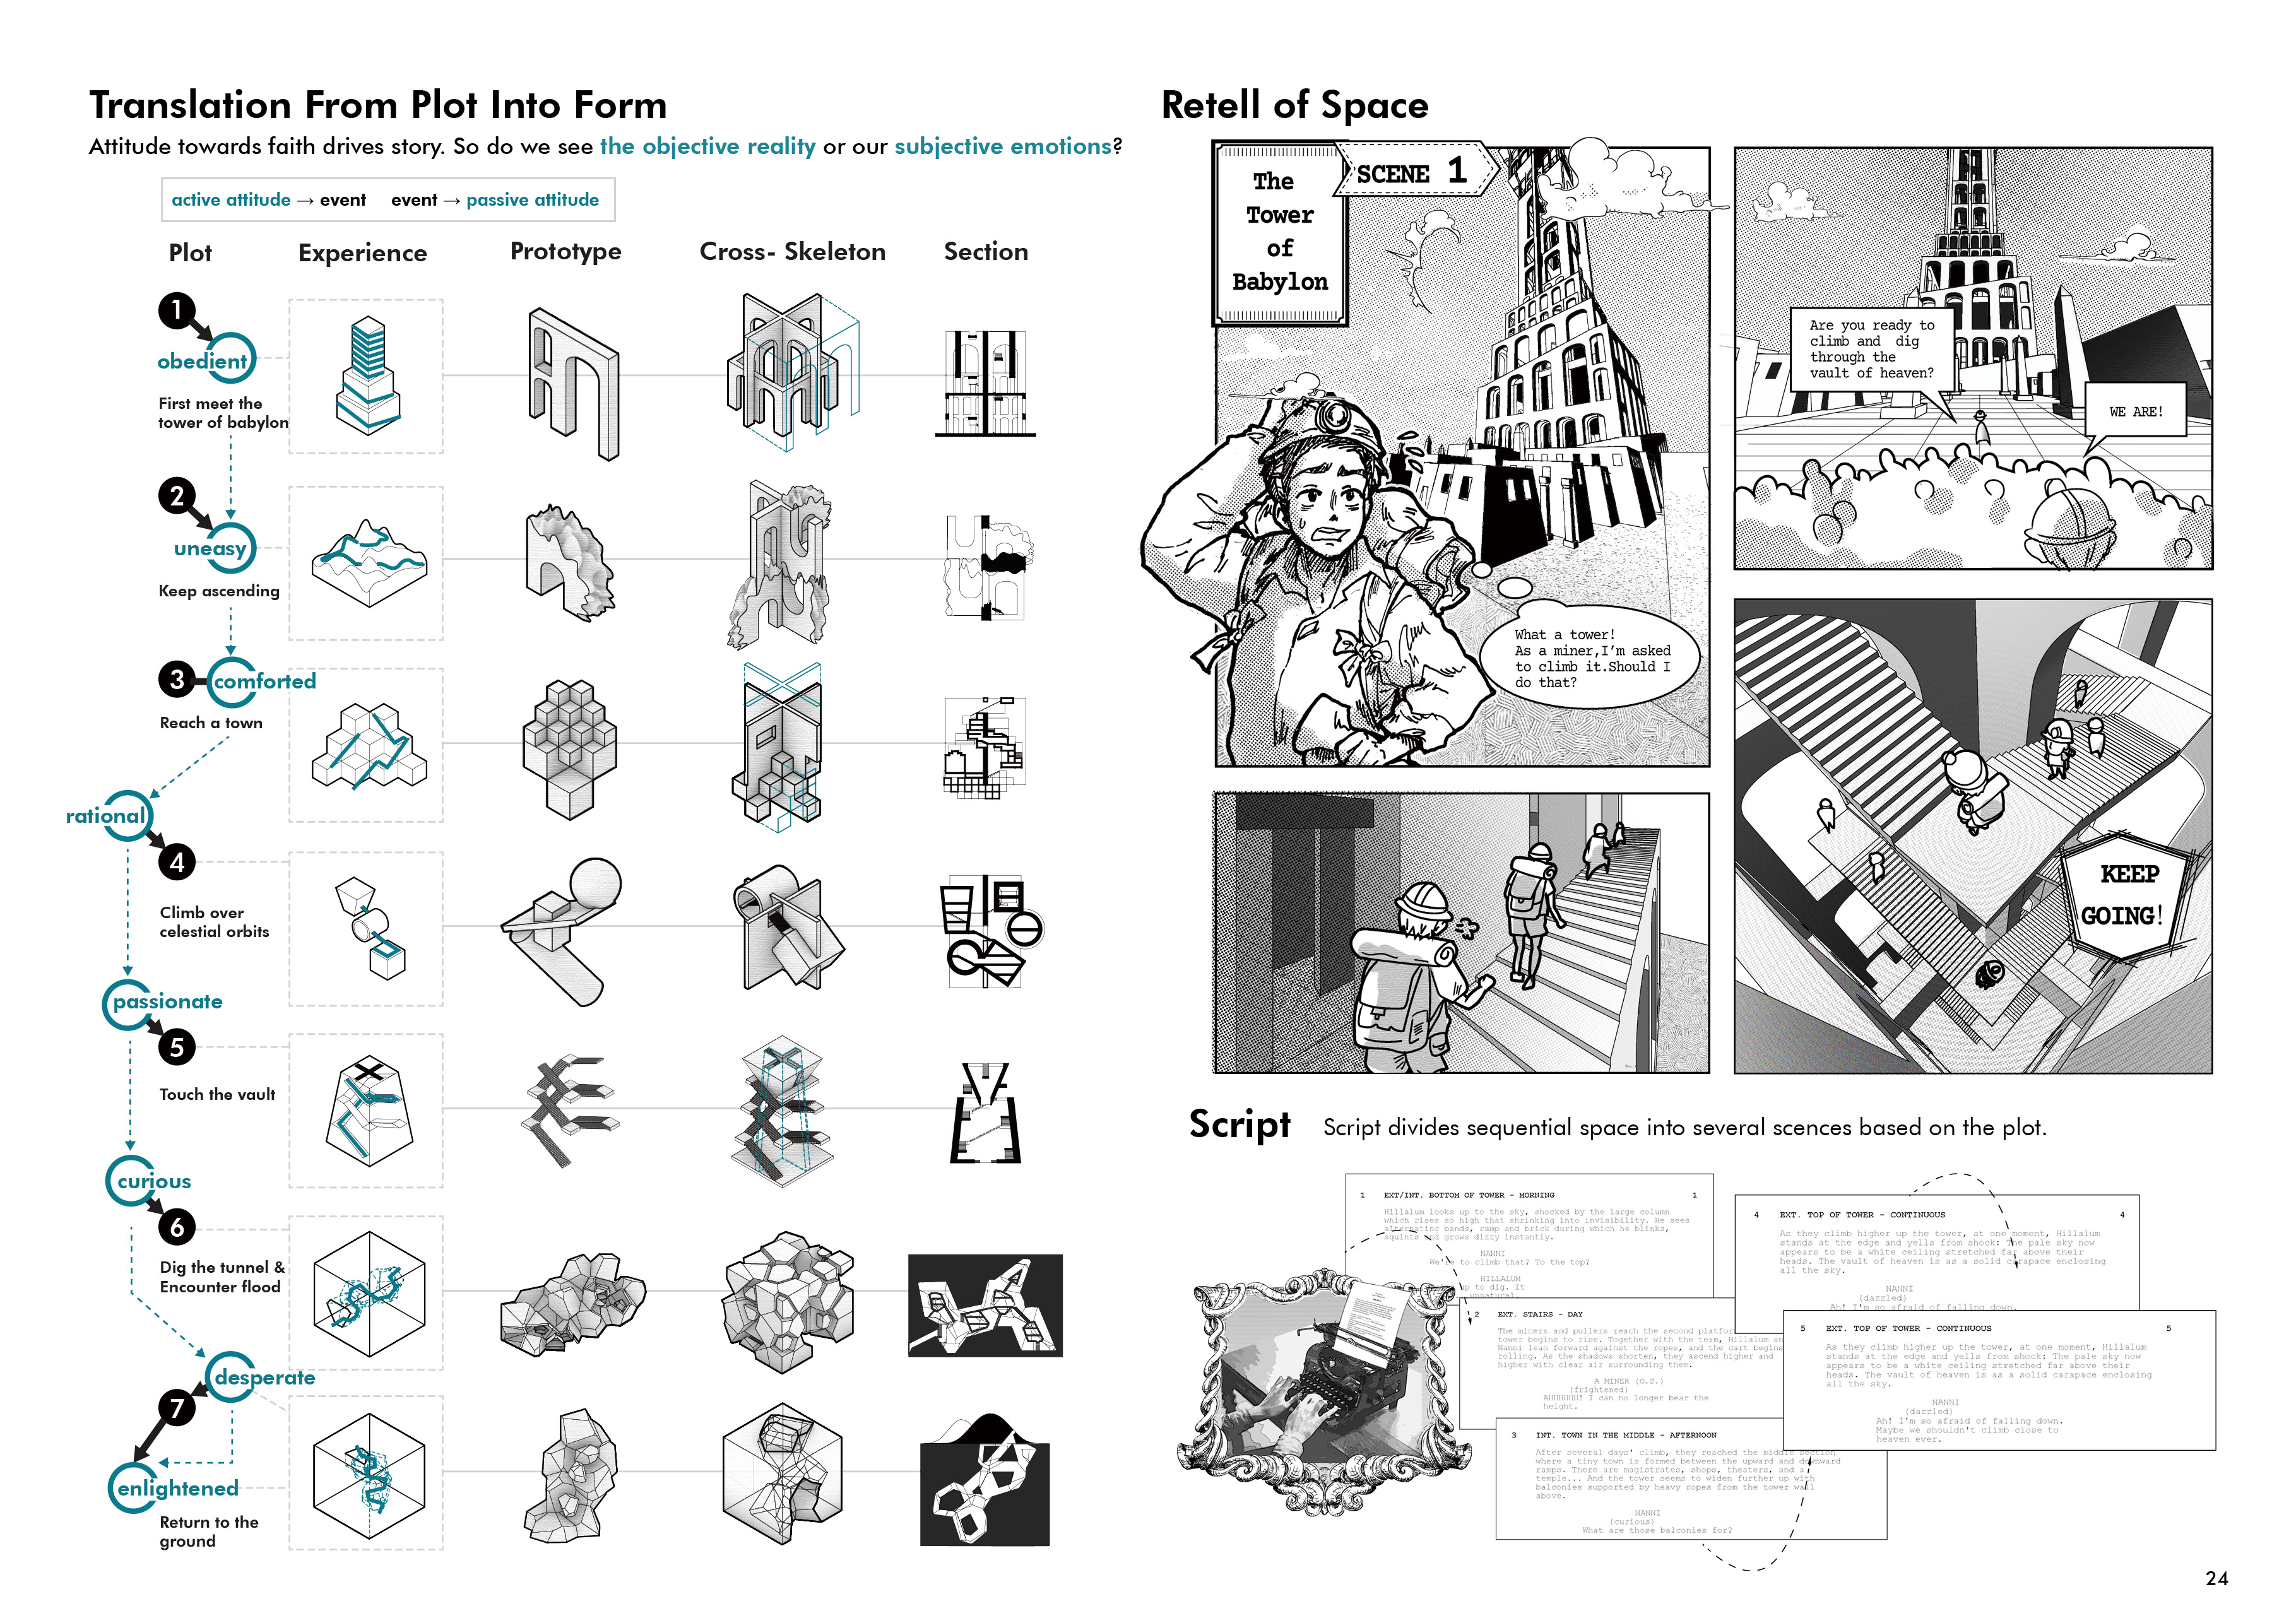 Translation From Plot Into Form
Attitude towards faith drives story. So do we see the objective reality or our subjective emotions?
active attitude → event event → passive attitude
Plot Experience Prototype Cross- Skeleton Section
1
obedient
First meet the
tower of babylon
2
uneasy
Keep ascending
3
comforted
Reach a town
rational
4
Climb over
celestial orbits
passionate
5
Touch the vault
curious
6
Dig the tunnel &
Encounter flood
desperate
7
enlightened
Return to the
ground
Retell of Space
The
Tower
of
Babylon
SCENE 1
What a tower!
As a miner,I'm asked
to climb it.Should I
do that?
Are you ready to
climb and dig
through the
vault of heaven?
WE ARE!
KEEP
GOING!
Script
Script divides sequential space into several scences based on the plot.
1 EXT/INT. BOTTOM OF TOWER - MORNING 1
Hillalum looks up to the sky, shocked by the large column
which rises so high that shrinking into invisibility. He sees
alternating bands, ramp and brick during which he blinks,
squints and grows dizzy instantly.
NANNI
We're to climb that? To the top?
HILLALUM
up to dig. It
unnatural.
2 EXT. STAIRS - DAY
The miners and pullers reach the second platfor
tower begins to rise. Together with the team, Hillalum an
Nanni lean forward against the ropes, and the cart begins
rolling. As the shadows shorten, they ascend higher and
higher with clear air surrounding them.
A MINER (O.S.)
(frightened)
AHHHHHH! I can no longer bear the
height.
3 INT. TOWN IN THE MIDDLE - AFTERNOON
After several days' climb, they reached the middle section
where a tiny town is formed between the upward and downward
ramps. There are magistrates, shops, theaters, and a
temple... And the tower seems to widen further up with
balconies supported by heavy ropes from the tower wall
above.
NANNI
(curious)
What are those balconies for?
4 EXT. TOP OF TOWER - CONTINUOUS 4
As they climb higher up the tower, at one moment, Hillalum
stands at the edge and yells from shock: The pale sky now
appears to be a white ceiling stretched far above their
heads. The vault of heaven is as a solid carapace enclosing
all the sky.
NANNI
(dazzled)
Ah! I'm so afraid of falling down.
5 EXT. TOP OF TOWER - CONTINUOUS 5
As they climb higher up the tower, at one moment, Hillalum
stands at the edge and yells from shock: The pale sky now
appears to be a white ceiling stretched far above their
heads. The vault of heaven is as a solid carapace enclosing
all the sky.
NANNI
(dazzled)
Ah! I'm so afraid of falling down.
Maybe we shouldn't climb close to
heaven ever.
24